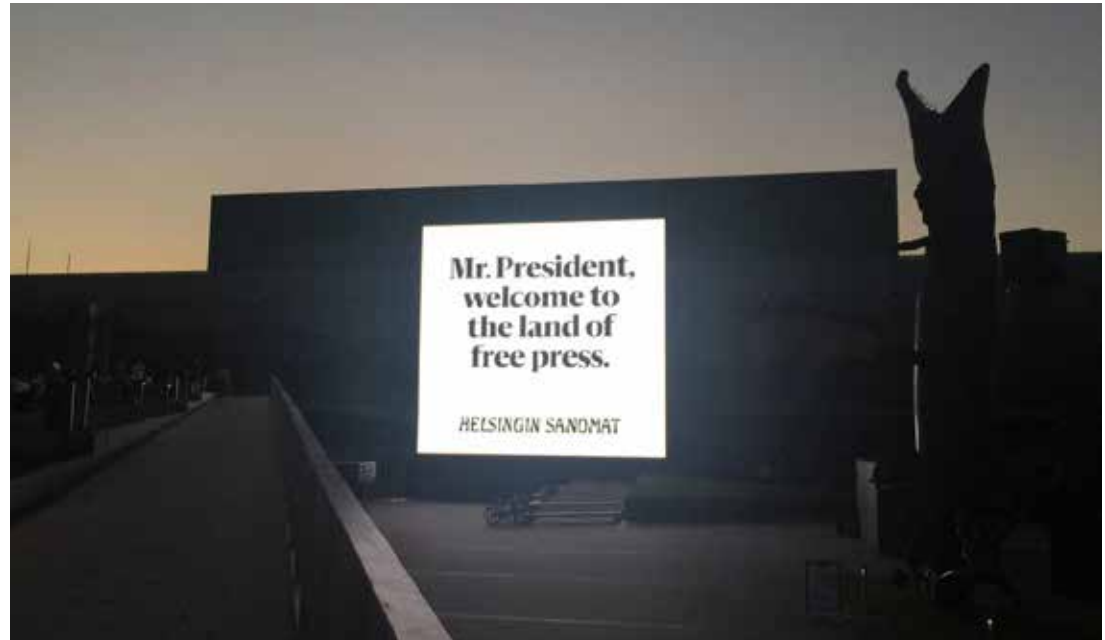 Mr. President,
welcome to
the land of
free press.
HELSINGIN SANOMAT